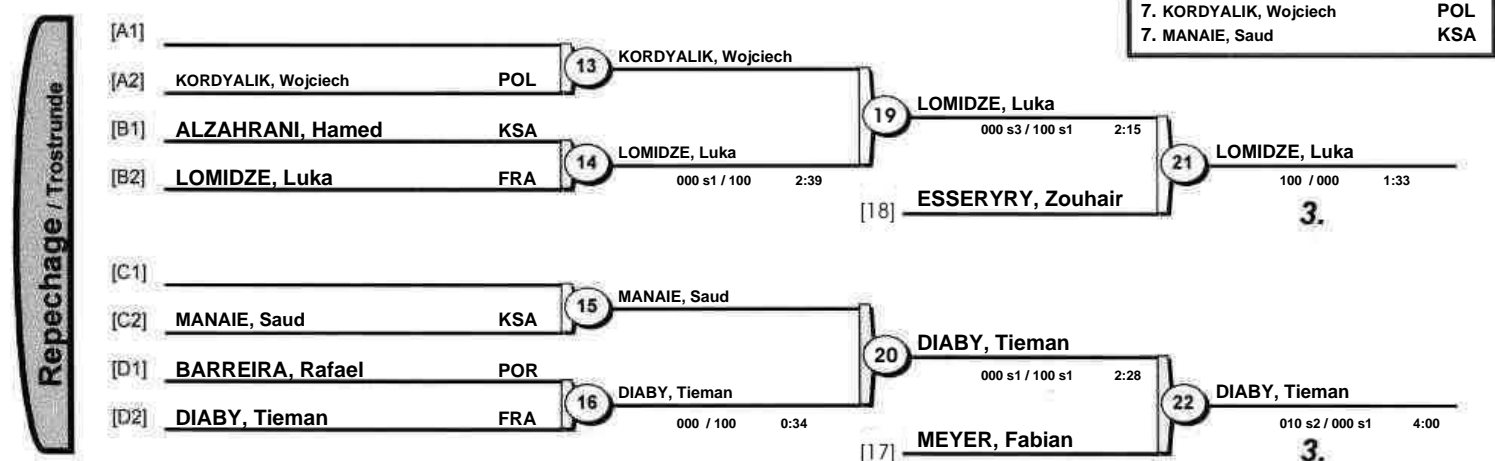 7. KORDYALIK, Wojciech POL
7. MANAIE, Saud KSA
Repechage / Trostrunde
[A1]
[A2] KORDYALIK, Wojciech POL
13 KORDYALIK, Wojciech
[B1] ALZAHRANI, Hamed KSA
[B2] LOMIDZE, Luka FRA
14 LOMIDZE, Luka
000 s1 / 100 2:39
19 LOMIDZE, Luka
000 s3 / 100 s1 2:15
[18] ESSERYRY, Zouhair
21 LOMIDZE, Luka
100 / 000 1:33
3.
[C1]
[C2] MANAIE, Saud KSA
15 MANAIE, Saud
[D1] BARREIRA, Rafael POR
[D2] DIABY, Tieman FRA
16 DIABY, Tieman
000 / 100 0:34
20 DIABY, Tieman
000 s1 / 100 s1 2:28
[17] MEYER, Fabian
22 DIABY, Tieman
010 s2 / 000 s1 4:00
3.